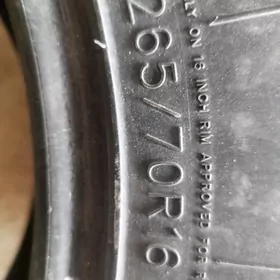 265/70R16
LY ON 16 INCH RIM APPROVED FOR